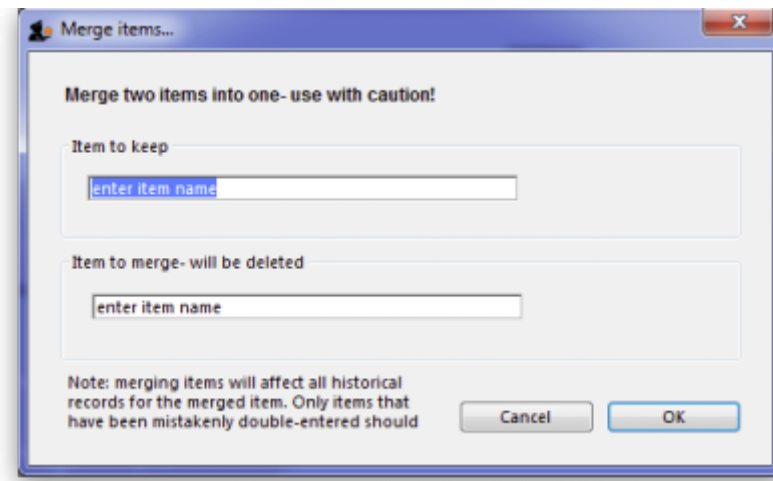 Merge items...
Merge two items into one- use with caution!
Item to keep
enter item name
Item to merge- will be deleted
enter item name
Note: merging items will affect all historical
records for the merged item. Only items that
have been mistakenly double-entered should
Cancel
OK